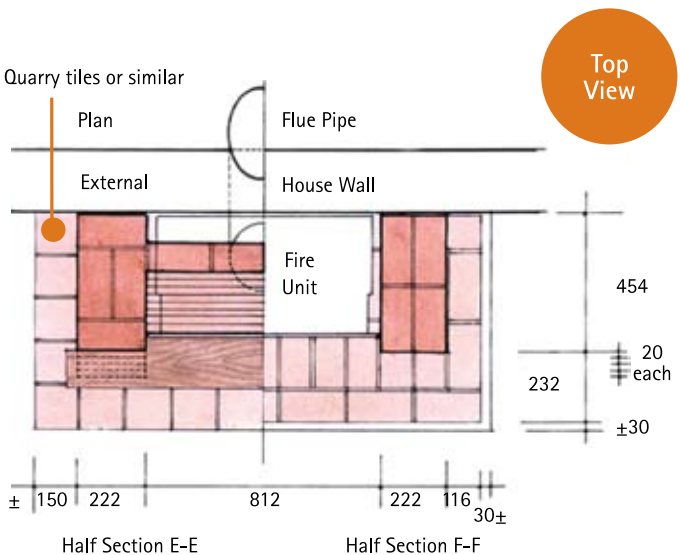 Top
View
Quarry tiles or similar
Plan
Flue Pipe
External
House Wall
Fire
Unit
454
20
each
232
±30
± 150 222 812 222 116
30±
Half Section E-E Half Section F-F